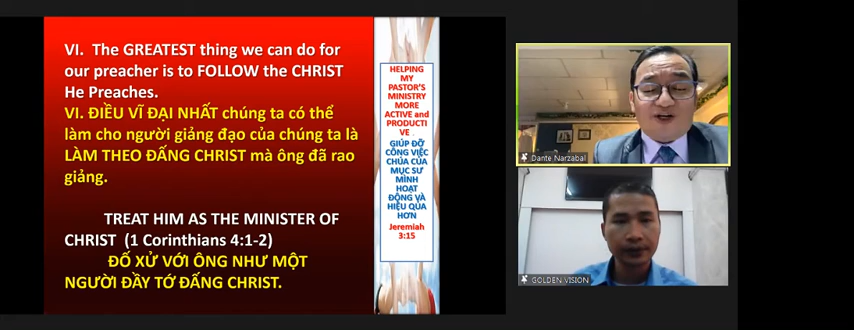 VI. The GREATEST thing we can do for
our preacher is to FOLLOW the CHRIST
He Preaches.
VI. ĐIỀU VĨ ĐẠI NHẤT chúng ta có thể
làm cho người giảng đạo của chúng ta là
LÀM THEO ĐẤNG CHRIST mà ông đã rao
giảng.
TREAT HIM AS THE MINISTER OF
CHRIST (1 Corinthians 4:1-2)
ĐỐ XỬ VỚI ÔNG NHƯ MỘT
NGƯỜI ĐẦY TỚ ĐẤNG CHRIST.
HELPING
MY
PASTOR'S
MINISTRY
MORE
ACTIVE and
PRODUCTI
VE
GIÚP ĐỠ
CÔNG VIỆC
CHÚA CỦA
MỤC SƯ
MÌNH
HOẠT
ĐỘNG VÀ
HIỆU QỦA
HƠN
Jeremiah
3:15
Dante Narzabal
GOLDEN VISION